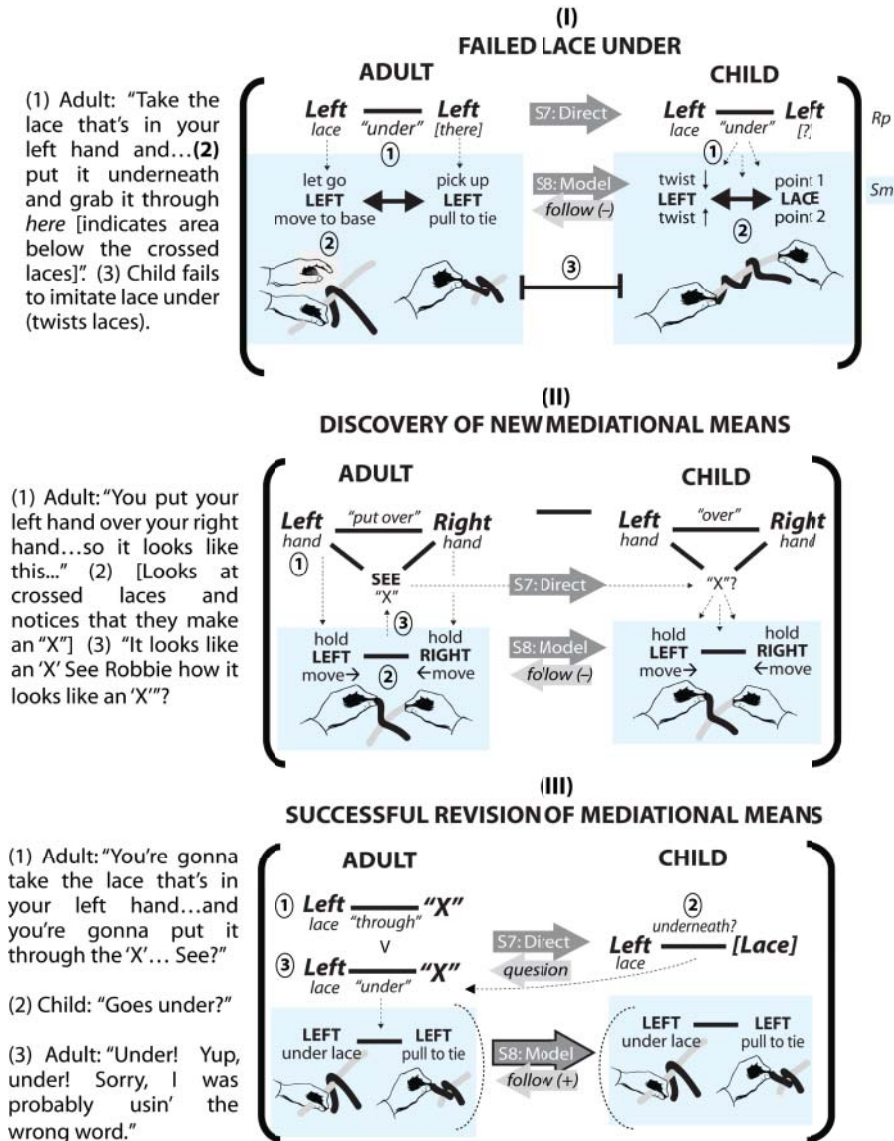 (I)
FAILED LACE UNDER
ADULT
CHILD
(1) Adult: “Take the
lace that’s in your
left hand and...(2)
put it underneath
and grab it through
here [indicates area
below the crossed
laces]”. (3) Child fails
to imitate lace under
(twists laces).
Left “under” Left
lace [there]
1
S7: Direct
Left “under” Left
lace [?]
1
Rp
let go pick up
LEFT LEFT
move to base pull to tie
2
S8: Model
follow (–)
3
twist ↓ point 1
LEFT LACE
twist ↑ point 2
2
Sm
(II)
DISCOVERY OF NEW MEDIATIONAL MEANS
ADULT
CHILD
(1) Adult: “You put your
left hand over your right
hand...so it looks like
this...” (2) [Looks at
crossed laces and
notices that they make
an “X”] (3) “It looks like
an ‘X’ See Robbie how it
looks like an ‘X’”?
Left “put over” Right
hand hand
1
SEE
“X”
3
S7: Direct
Left “over” Right
hand hand
“X”?
hold hold
LEFT RIGHT
move→ ←move
2
S8: Model
follow (–)
hold hold
LEFT RIGHT
move→ ←move
(III)
SUCCESSFUL REVISION OF MEDIATIONAL MEANS
ADULT
CHILD
(1) Adult: “You’re gonna
take the lace that’s in
your left hand...and
you’re gonna put it
through the ‘X’... See?”
(2) Child: “Goes under?”
(3) Adult: “Under! Yup,
under! Sorry, I was
probably usin’ the
wrong word.”
1 Left “through” “X”
lace
v
3 Left “under” “X”
lace
S7: Direct
question
2
underneath?
Left [Lace]
lace
LEFT LEFT
under lace pull to tie
S8: Model
follow (+)
LEFT LEFT
under lace pull to tie